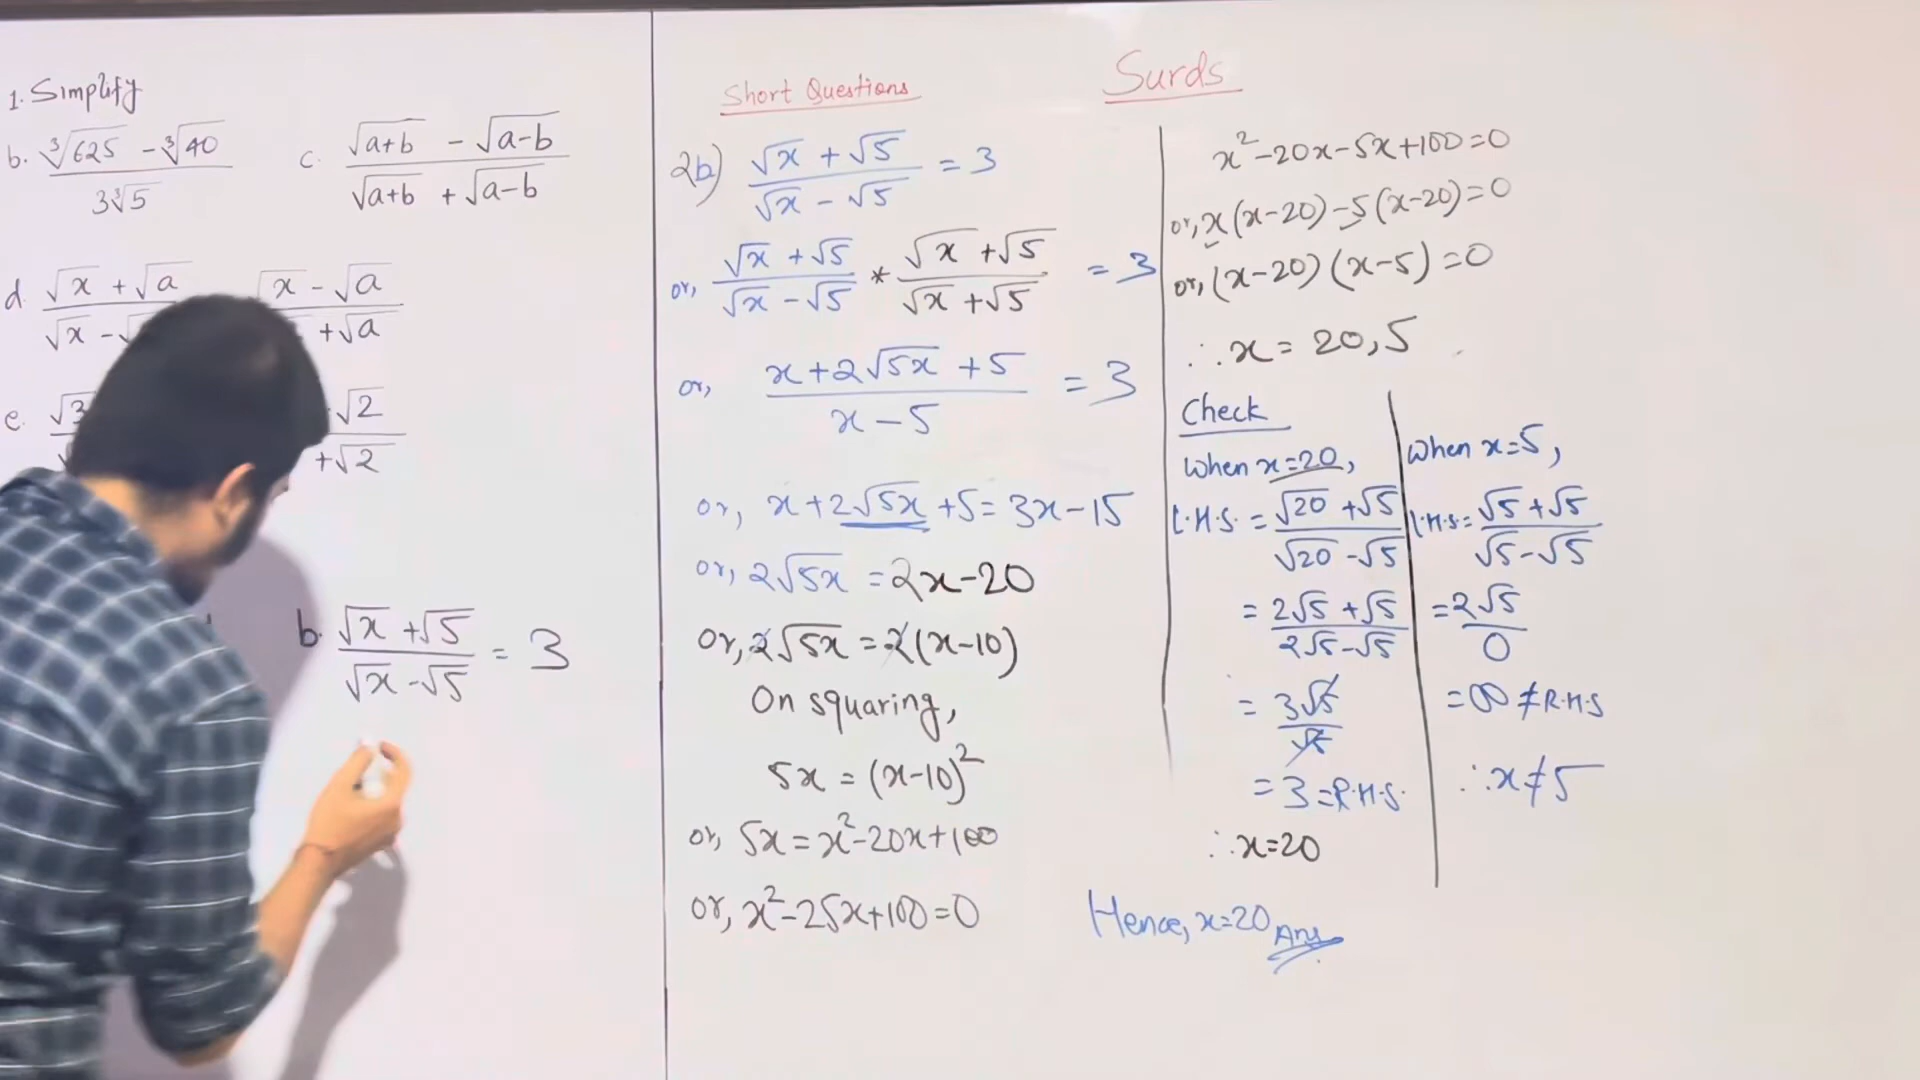 1. Simplify
b. (∛625 - ∛40)/(3∛5) c. (√(a+b) - √(a-b))/(√(a+b) + √(a-b))
d (√x + √a)/(√x - √ √x - √a + √a
e. √3 √2 + √2
b. (√x + √5)/(√x - √5) = 3
Short Questions
2b) (√x + √5)/(√x - √5) = 3
or, (√x + √5)/(√x - √5) * (√x + √5)/(√x + √5) = 3
or, (x + 2√5x + 5)/(x - 5) = 3
or, x + 2√5x + 5 = 3x - 15
or, 2√5x = 2x - 20
or, 2√5x = 2(x - 10)
On squaring,
5x = (x - 10)²
or, 5x = x² - 20x + 100
or, x² - 25x + 100 = 0
Surds
x² - 20x - 5x + 100 = 0
or, x(x - 20) - 5(x - 20) = 0
or, (x - 20)(x - 5) = 0
∴ x = 20, 5
Check
When x = 20,
L.H.S. = (√20 + √5)/(√20 - √5)
= (2√5 + √5)/(2√5 - √5)
= 3√5/√5
= 3 = R.H.S.
∴ x = 20
When x = 5,
L.H.S = (√5 + √5)/(√5 - √5)
= 2√5/0
= ∞ ≠ R.H.S
∴ x ≠ 5
Hence, x = 20 Ans